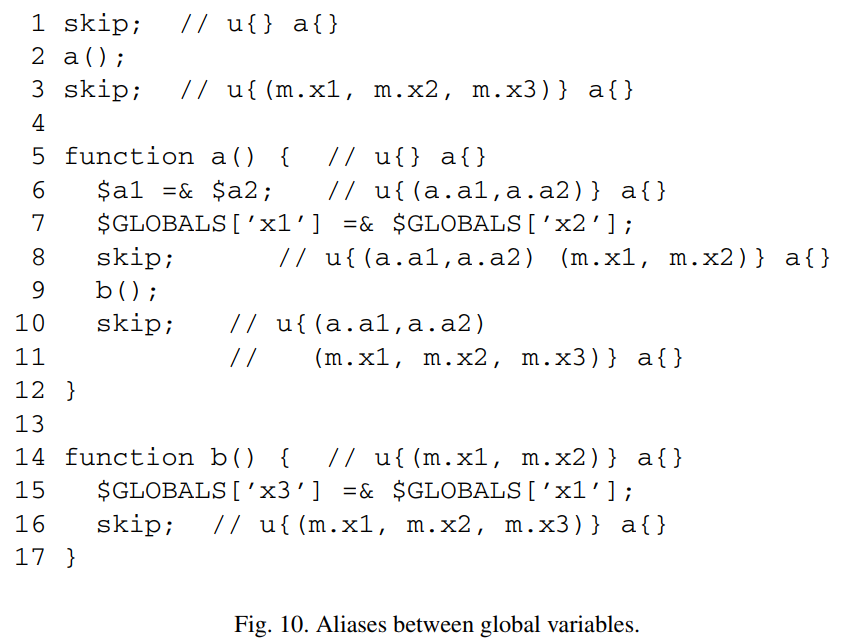 1 skip;  // u{} a{}
2 a();
3 skip;  // u{(m.x1, m.x2, m.x3)} a{}
4
5 function a() {  // u{} a{}
6   $a1 =& $a2;   // u{(a.a1,a.a2)} a{}
7   $GLOBALS['x1'] =& $GLOBALS['x2'];
8   skip;      // u{(a.a1,a.a2) (m.x1, m.x2)} a{}
9   b();
10   skip;   // u{(a.a1,a.a2)
11           //   (m.x1, m.x2, m.x3)} a{}
12 }
13
14 function b() {  // u{(m.x1, m.x2)} a{}
15   $GLOBALS['x3'] =& $GLOBALS['x1'];
16   skip;  // u{(m.x1, m.x2, m.x3)} a{}
17 }
Fig. 10. Aliases between global variables.